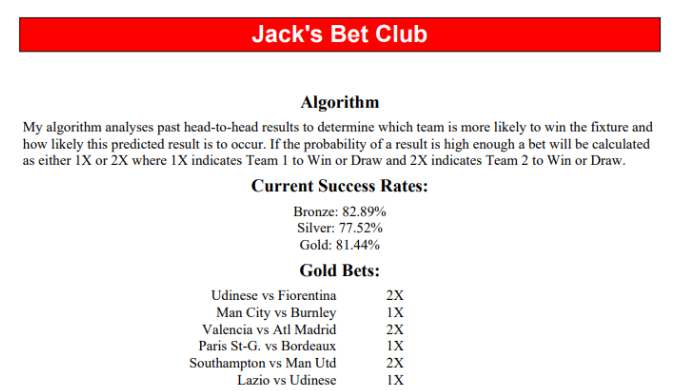 Jack's Bet Club
Algorithm
My algorithm analyses past head-to-head results to determine which team is more likely to win the fixture and
how likely this predicted result is to occur. If the probability of a result is high enough a bet will be calculated
as either 1X or 2X where 1X indicates Team 1 to Win or Draw and 2X indicates Team 2 to Win or Draw.
Current Success Rates:
Bronze: 82.89%
Silver: 77.52%
Gold: 81.44%
Gold Bets:
Udinese vs Fiorentina 2X
Man City vs Burnley 1X
Valencia vs Atl Madrid 2X
Paris St-G. vs Bordeaux 1X
Southampton vs Man Utd 2X
Lazio vs Udinese 1X